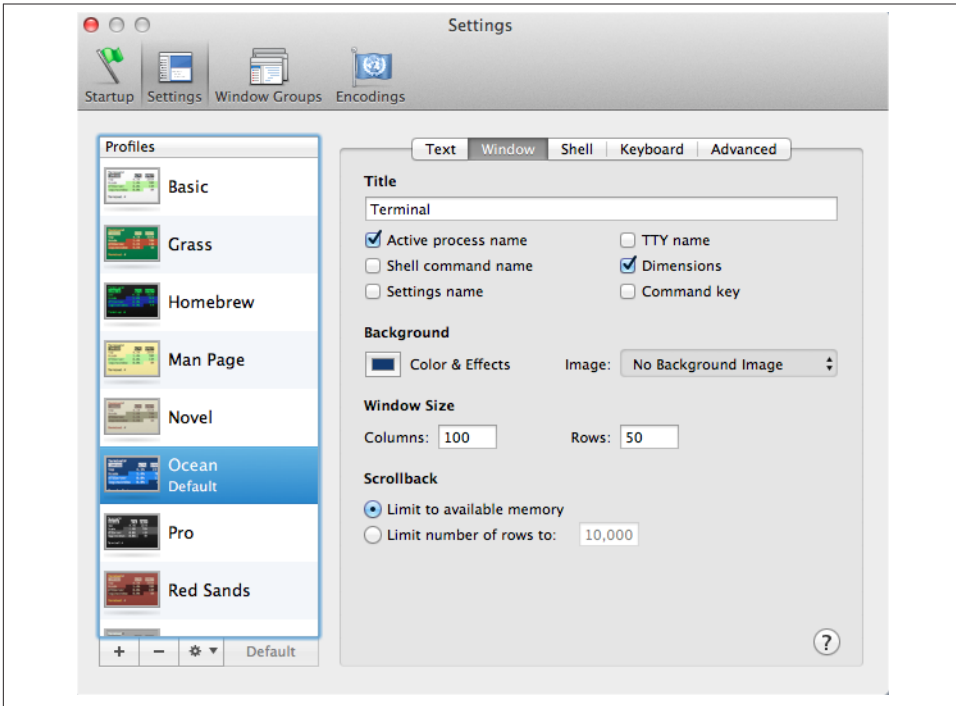 Settings
Startup Settings Window Groups Encodings
Profiles
Basic
Grass
Homebrew
Man Page
Novel
Ocean
Default
Pro
Red Sands
+ − Default
Text Window Shell Keyboard Advanced
Title
Terminal
Active process name TTY name
Shell command name Dimensions
Settings name Command key
Background
Color & Effects Image: No Background Image
Window Size
Columns: 100 Rows: 50
Scrollback
Limit to available memory
Limit number of rows to: 10,000
?